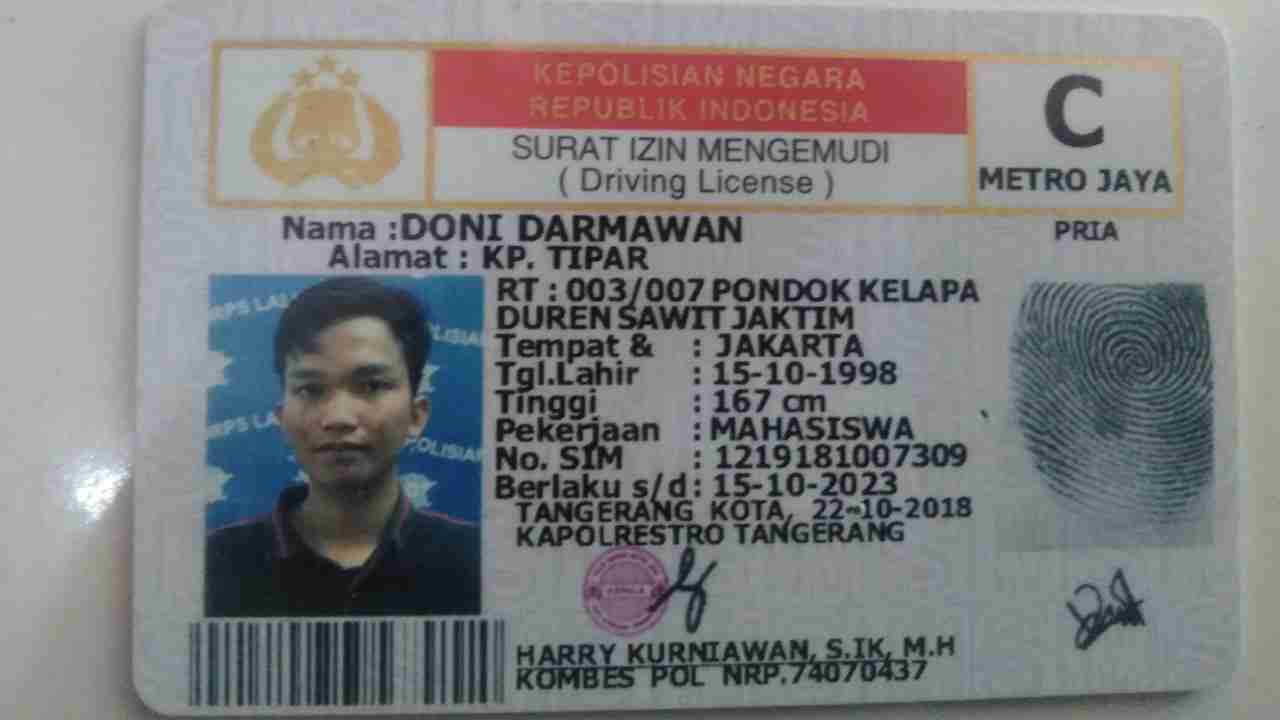 KEPOLISIAN NEGARA
REPUBLIK INDONESIA
SURAT IZIN MENGEMUDI
( Driving License )
C
METRO JAYA
Nama :DONI DARMAWAN
PRIA
Alamat : KP. TIPAR
RT : 003/007 PONDOK KELAPA
DUREN SAWIT JAKTIM
Tempat & : JAKARTA
Tgl.Lahir : 15-10-1998
Tinggi : 167 cm
Pekerjaan : MAHASISWA
No. SIM : 1219181007309
Berlaku s/d : 15-10-2023
TANGERANG KOTA, 22-10-2018
KAPOLRESTRO TANGERANG
HARRY KURNIAWAN, S.IK, M.H
KOMBES POL NRP.74070437